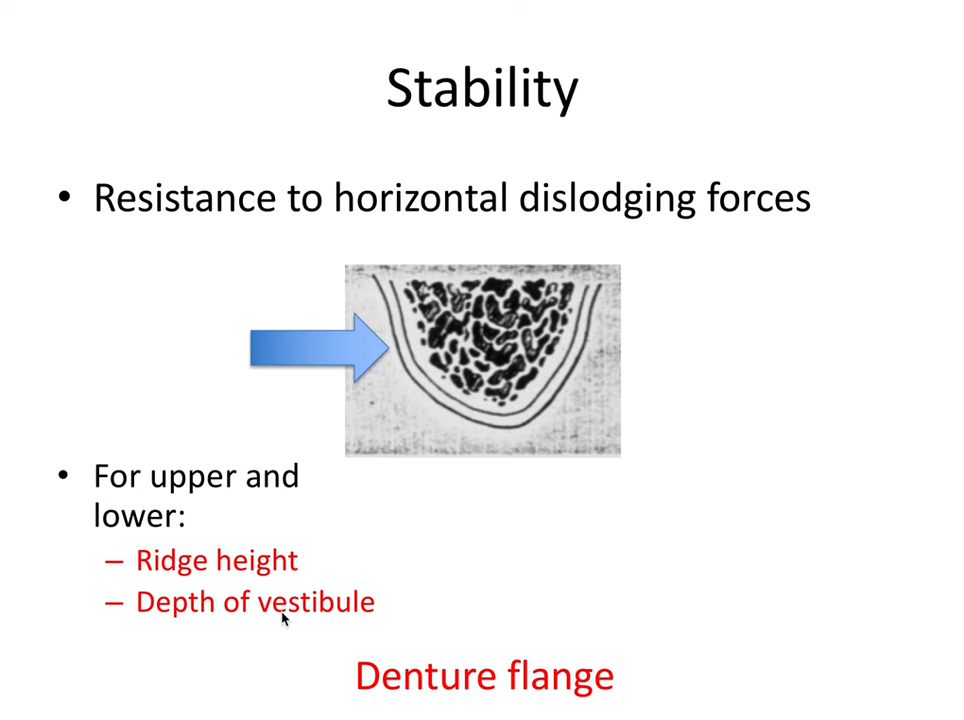 Stability
• Resistance to horizontal dislodging forces
• For upper and
lower:
– Ridge height
– Depth of vestibule
Denture flange